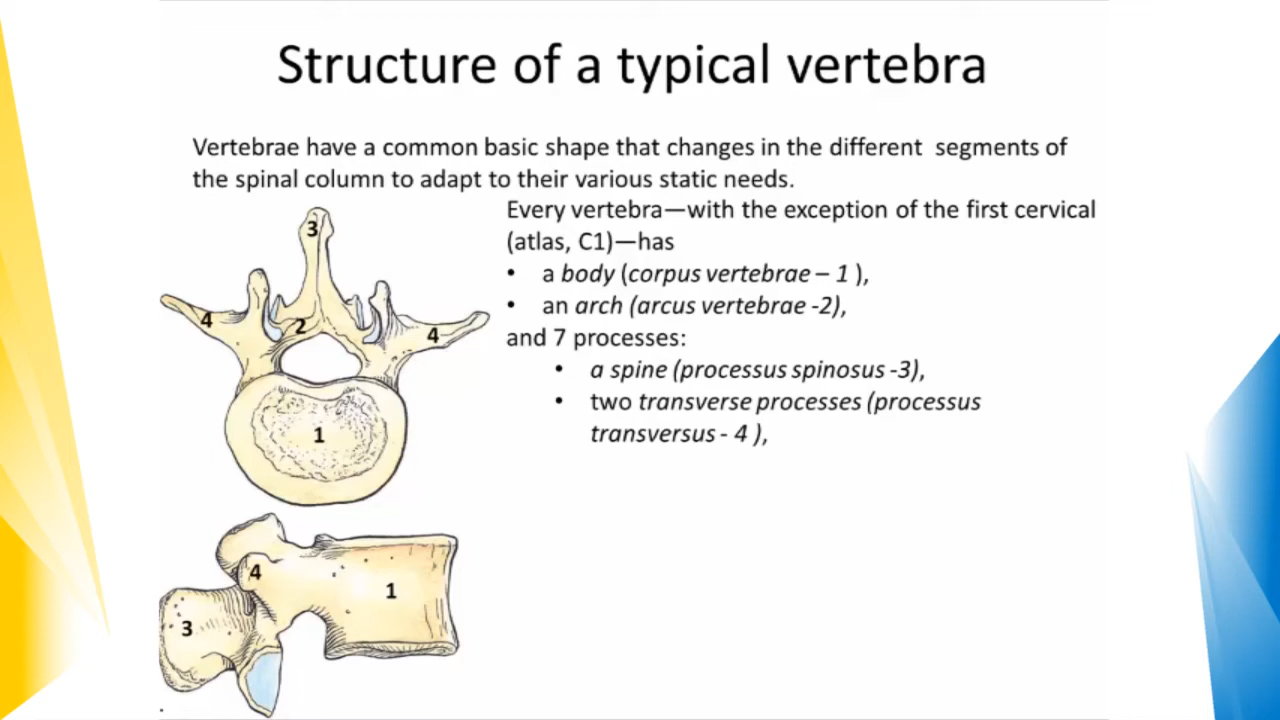 Structure of a typical vertebra
Vertebrae have a common basic shape that changes in the different segments of
the spinal column to adapt to their various static needs.
Every vertebra—with the exception of the first cervical
(atlas, C1)—has
• a body (corpus vertebrae – 1 ),
• an arch (arcus vertebrae -2),
and 7 processes:
• a spine (processus spinosus -3),
• two transverse processes (processus
transversus - 4 ),
3
4
2
4
1
4
1
3
.